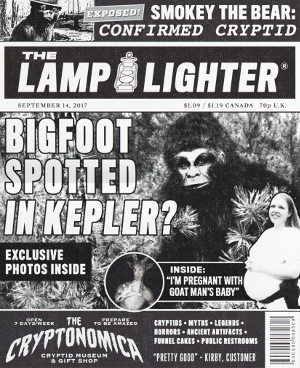 EXPOSED! SMOKEY THE BEAR:
CONFIRMED CRYPTID
THE
LAMP LIGHTER®
SEPTEMBER 14, 2017 $1.09 / $1.19 CANADA 70p U.K.
BIGFOOT
SPOTTED
IN KEPLER?
EXCLUSIVE
PHOTOS INSIDE
INSIDE:
"I'M PREGNANT WITH
GOAT MAN'S BABY"
OPEN
7 DAYS/WEEK
THE
PREPARE
TO BE AMAZED
CRYPTONOMICA
CRYPTID MUSEUM
& GIFT SHOP
CRYPTIDS • MYTHS • LEGENDS •
HORRORS • ANCIENT ARTIFACTS •
FUNNEL CAKES • PUBLIC RESTROOMS
"PRETTY GOOD" - KIRBY, CUSTOMER